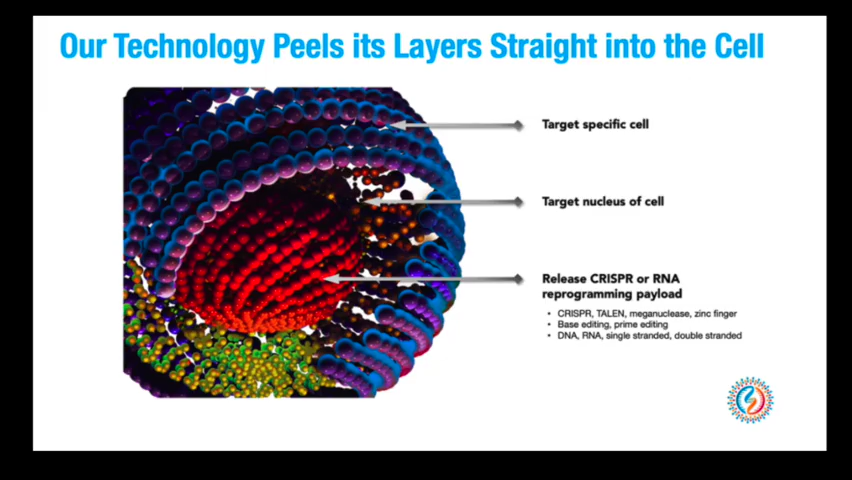 Our Technology Peels its Layers Straight into the Cell
Target specific cell
Target nucleus of cell
Release CRISPR or RNA
reprogramming payload
• CRISPR, TALEN, meganuclease, zinc finger
• Base editing, prime editing
• DNA, RNA, single stranded, double stranded